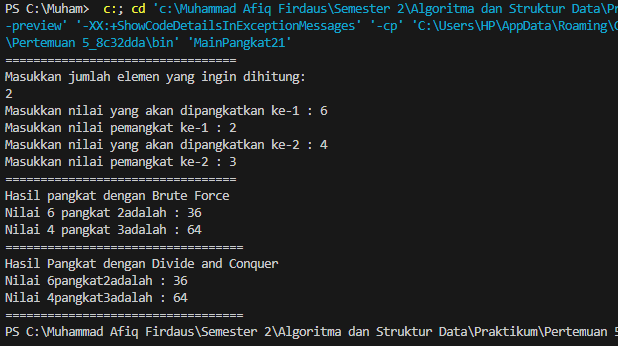 PS C:\Muham>  c:; cd 'c:\Muhammad Afiq Firdaus\Semester 2\Algoritma dan Struktur Data\Pr
-preview' '-XX:+ShowCodeDetailsInExceptionMessages' '-cp' 'C:\Users\HP\AppData\Roaming\
\Pertemuan 5_8c32dda\bin' 'MainPangkat21'
==================================
Masukkan jumlah elemen yang ingin dihitung:
2
Masukkan nilai yang akan dipangkatkan ke-1 : 6
Masukkan nilai pemangkat ke-1 : 2
Masukkan nilai yang akan dipangkatkan ke-2 : 4
Masukkan nilai pemangkat ke-2 : 3
==================================
Hasil pangkat dengan Brute Force
Nilai 6 pangkat 2adalah : 36
Nilai 4 pangkat 3adalah : 64
===================================
Hasil Pangkat dengan Divide and Conquer
Nilai 6pangkat2adalah : 36
Nilai 4pangkat3adalah : 64
===================================
PS C:\Muhammad Afiq Firdaus\Semester 2\Algoritma dan Struktur Data\Praktikum\Pertemuan 5